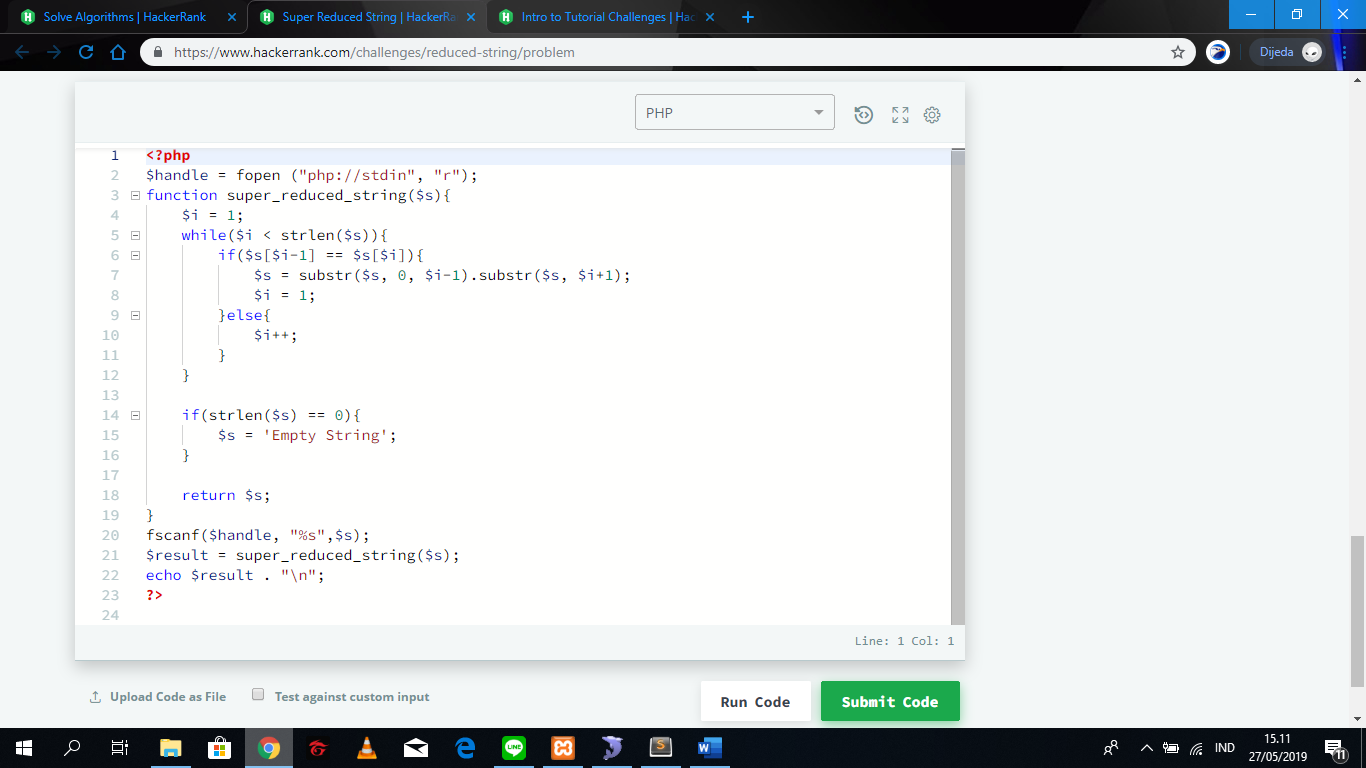 Solve Algorithms | HackerRank
Super Reduced String | HackerRa
Intro to Tutorial Challenges | Hac
https://www.hackerrank.com/challenges/reduced-string/problem
Dijeda
PHP
1 <?php
2 $handle = fopen ("php://stdin", "r");
3 function super_reduced_string($s){
4 $i = 1;
5 while($i < strlen($s)){
6 if($s[$i-1] == $s[$i]){
7 $s = substr($s, 0, $i-1).substr($s, $i+1);
8 $i = 1;
9 }else{
10 $i++;
11 }
12 }
13
14 if(strlen($s) == 0){
15 $s = 'Empty String';
16 }
17
18 return $s;
19 }
20 fscanf($handle, "%s",$s);
21 $result = super_reduced_string($s);
22 echo $result . "\n";
23 ?>
24
Line: 1 Col: 1
Upload Code as File
Test against custom input
Run Code
Submit Code
IND
15.11
27/05/2019
11